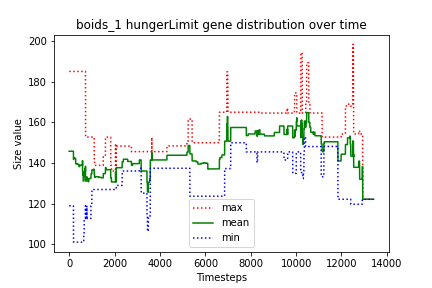 boids_1 hungerLimit gene distribution over time
Size value
200
180
160
140
120
100
max
mean
min
0 2000 4000 6000 8000 10000 12000 14000
Timesteps